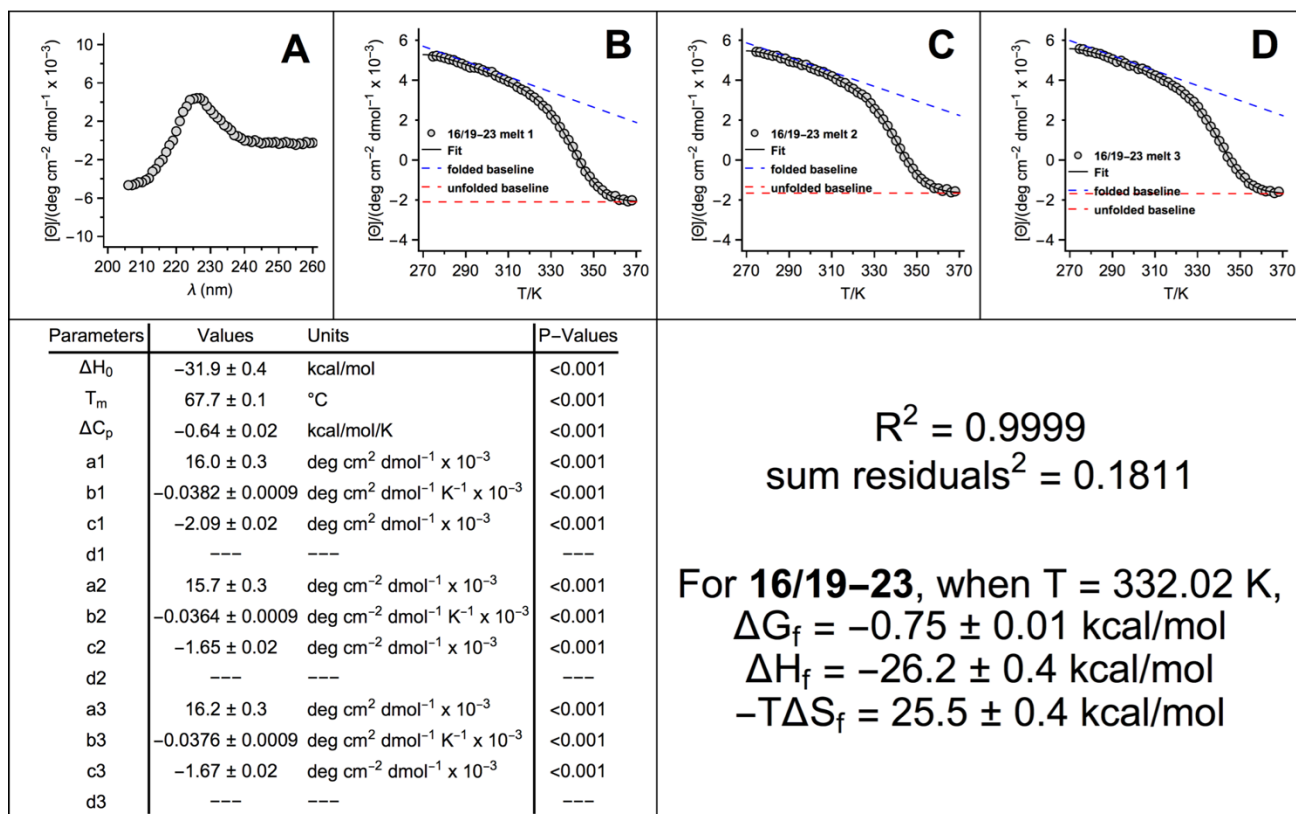 A
[Θ]/(deg cm⁻² dmol⁻¹ x 10⁻³)
10
6
2
−2
−6
−10
200 210 220 230 240 250 260
λ (nm)
B
[Θ]/(deg cm⁻² dmol⁻¹ x 10⁻³)
6
4
2
0
−2
−4
16/19−23 melt 1
Fit
folded baseline
unfolded baseline
270 290 310 330 350 370
T/K
C
[Θ]/(deg cm⁻² dmol⁻¹ x 10⁻³)
6
4
2
0
−2
−4
16/19−23 melt 2
Fit
folded baseline
unfolded baseline
270 290 310 330 350 370
T/K
D
[Θ]/(deg cm⁻² dmol⁻¹ x 10⁻³)
6
4
2
0
−2
−4
16/19−23 melt 3
Fit
folded baseline
unfolded baseline
270 290 310 330 350 370
T/K
Parameters Values Units P−Values
ΔH₀ −31.9 ± 0.4 kcal/mol <0.001
Tₘ 67.7 ± 0.1 °C <0.001
ΔCₚ −0.64 ± 0.02 kcal/mol/K <0.001
a1 16.0 ± 0.3 deg cm² dmol⁻¹ x 10⁻³ <0.001
b1 −0.0382 ± 0.0009 deg cm² dmol⁻¹ K⁻¹ x 10⁻³ <0.001
c1 −2.09 ± 0.02 deg cm² dmol⁻¹ x 10⁻³ <0.001
d1 −−− −−− −−−
a2 15.7 ± 0.3 deg cm⁻² dmol⁻¹ x 10⁻³ <0.001
b2 −0.0364 ± 0.0009 deg cm⁻² dmol⁻¹ K⁻¹ x 10⁻³ <0.001
c2 −1.65 ± 0.02 deg cm⁻² dmol⁻¹ x 10⁻³ <0.001
d2 −−− −−− −−−
a3 16.2 ± 0.3 deg cm⁻² dmol⁻¹ x 10⁻³ <0.001
b3 −0.0376 ± 0.0009 deg cm⁻² dmol⁻¹ K⁻¹ x 10⁻³ <0.001
c3 −1.67 ± 0.02 deg cm⁻² dmol⁻¹ x 10⁻³ <0.001
d3 −−− −−− −−−
R² = 0.9999
sum residuals² = 0.1811
For 16/19−23, when T = 332.02 K,
ΔG_f = −0.75 ± 0.01 kcal/mol
ΔH_f = −26.2 ± 0.4 kcal/mol
−TΔS_f = 25.5 ± 0.4 kcal/mol